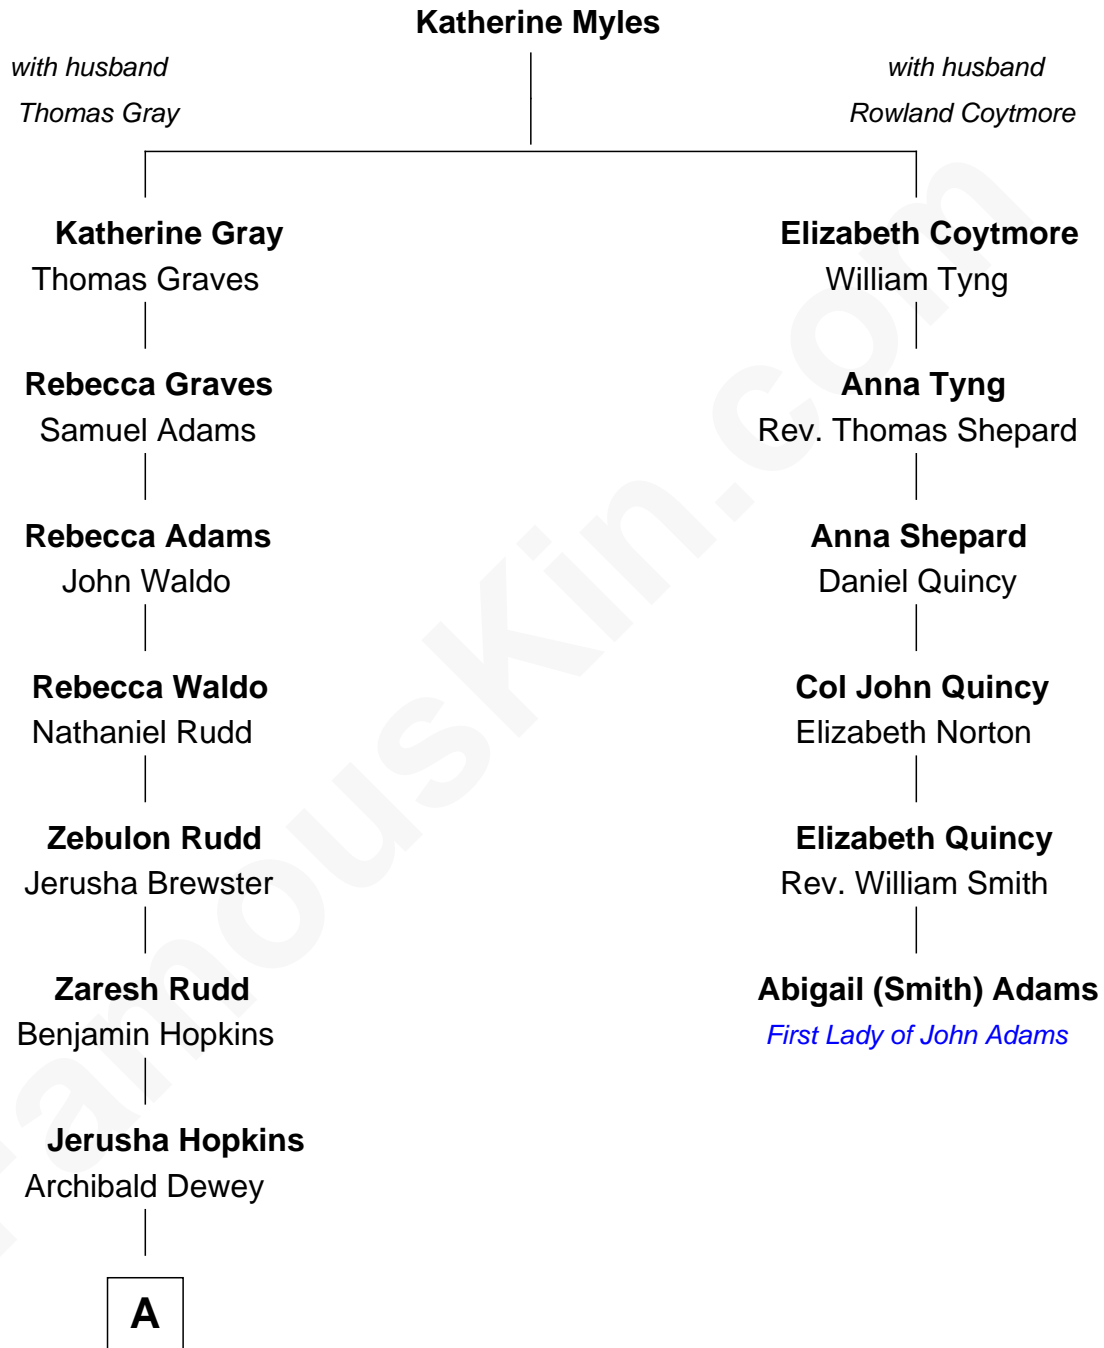 Katherine Myles
with husband
Thomas Gray
with husband
Rowland Coytmore
Katherine Gray
Thomas Graves
Elizabeth Coytmore
William Tyng
Rebecca Graves
Samuel Adams
Anna Tyng
Rev. Thomas Shepard
Rebecca Adams
John Waldo
Anna Shepard
Daniel Quincy
Rebecca Waldo
Nathaniel Rudd
Col John Quincy
Elizabeth Norton
Zebulon Rudd
Jerusha Brewster
Elizabeth Quincy
Rev. William Smith
Zaresh Rudd
Benjamin Hopkins
Abigail (Smith) Adams
First Lady of John Adams
Jerusha Hopkins
Archibald Dewey
A
FamousKin.com